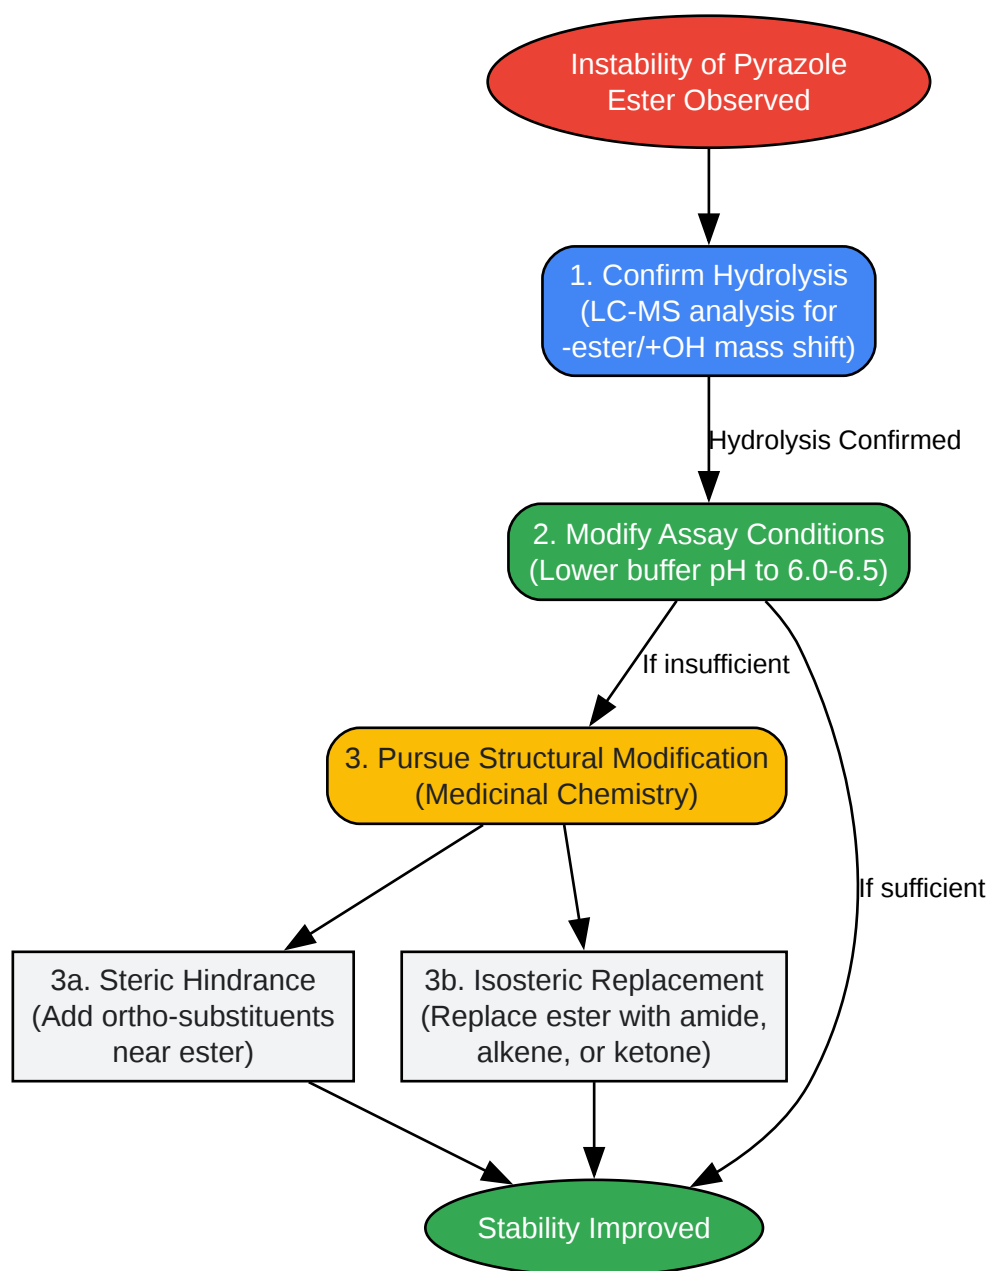 Instability of Pyrazole
Ester Observed
1. Confirm Hydrolysis
(LC-MS analysis for
-ester/+OH mass shift)
Hydrolysis Confirmed
2. Modify Assay Conditions
(Lower buffer pH to 6.0-6.5)
If insufficient
3. Pursue Structural Modification
(Medicinal Chemistry)
If sufficient
3a. Steric Hindrance
(Add ortho-substituents
near ester)
3b. Isosteric Replacement
(Replace ester with amide,
alkene, or ketone)
Stability Improved